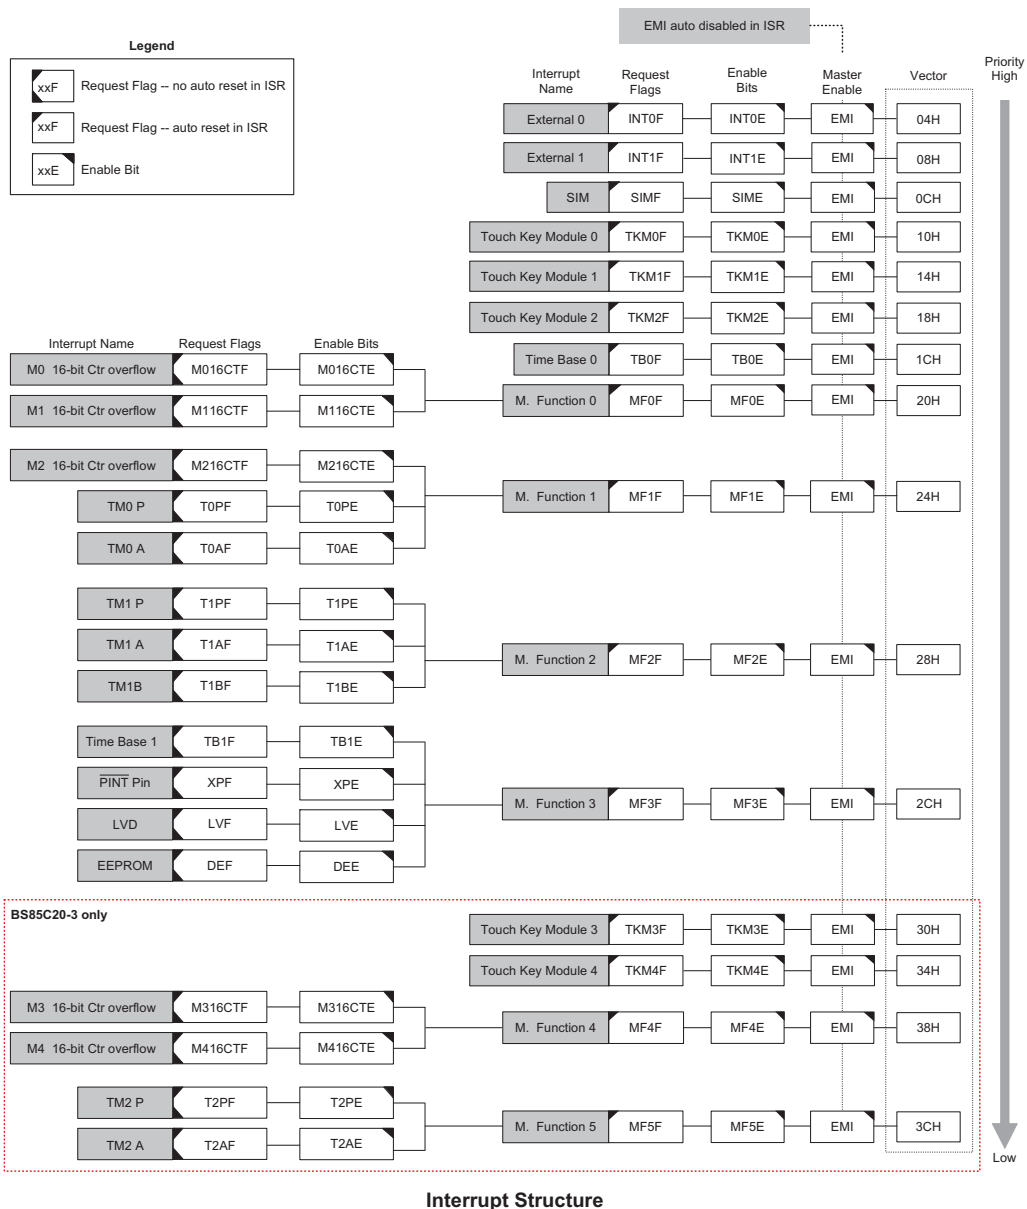 EMI auto disabled in ISR
Legend
xxF Request Flag -- no auto reset in ISR
xxF Request Flag -- auto reset in ISR
xxE Enable Bit
Interrupt Name Request Flags Enable Bits Master Enable Vector Priority High
External 0 INT0F INT0E EMI 04H
External 1 INT1F INT1E EMI 08H
SIM SIMF SIME EMI 0CH
Touch Key Module 0 TKM0F TKM0E EMI 10H
Touch Key Module 1 TKM1F TKM1E EMI 14H
Touch Key Module 2 TKM2F TKM2E EMI 18H
Interrupt Name Request Flags Enable Bits
Time Base 0 TB0F TB0E EMI 1CH
M0 16-bit Ctr overflow M016CTF M016CTE
M1 16-bit Ctr overflow M116CTF M116CTE
M. Function 0 MF0F MF0E EMI 20H
M2 16-bit Ctr overflow M216CTF M216CTE
TM0 P T0PF T0PE
TM0 A T0AF T0AE
M. Function 1 MF1F MF1E EMI 24H
TM1 P T1PF T1PE
TM1 A T1AF T1AE
TM1B T1BF T1BE
M. Function 2 MF2F MF2E EMI 28H
Time Base 1 TB1F TB1E
PINT Pin XPF XPE
LVD LVF LVE
EEPROM DEF DEE
M. Function 3 MF3F MF3E EMI 2CH
BS85C20-3 only
Touch Key Module 3 TKM3F TKM3E EMI 30H
Touch Key Module 4 TKM4F TKM4E EMI 34H
M3 16-bit Ctr overflow M316CTF M316CTE
M4 16-bit Ctr overflow M416CTF M416CTE
M. Function 4 MF4F MF4E EMI 38H
TM2 P T2PF T2PE
TM2 A T2AF T2AE
M. Function 5 MF5F MF5E EMI 3CH
Low
Interrupt Structure